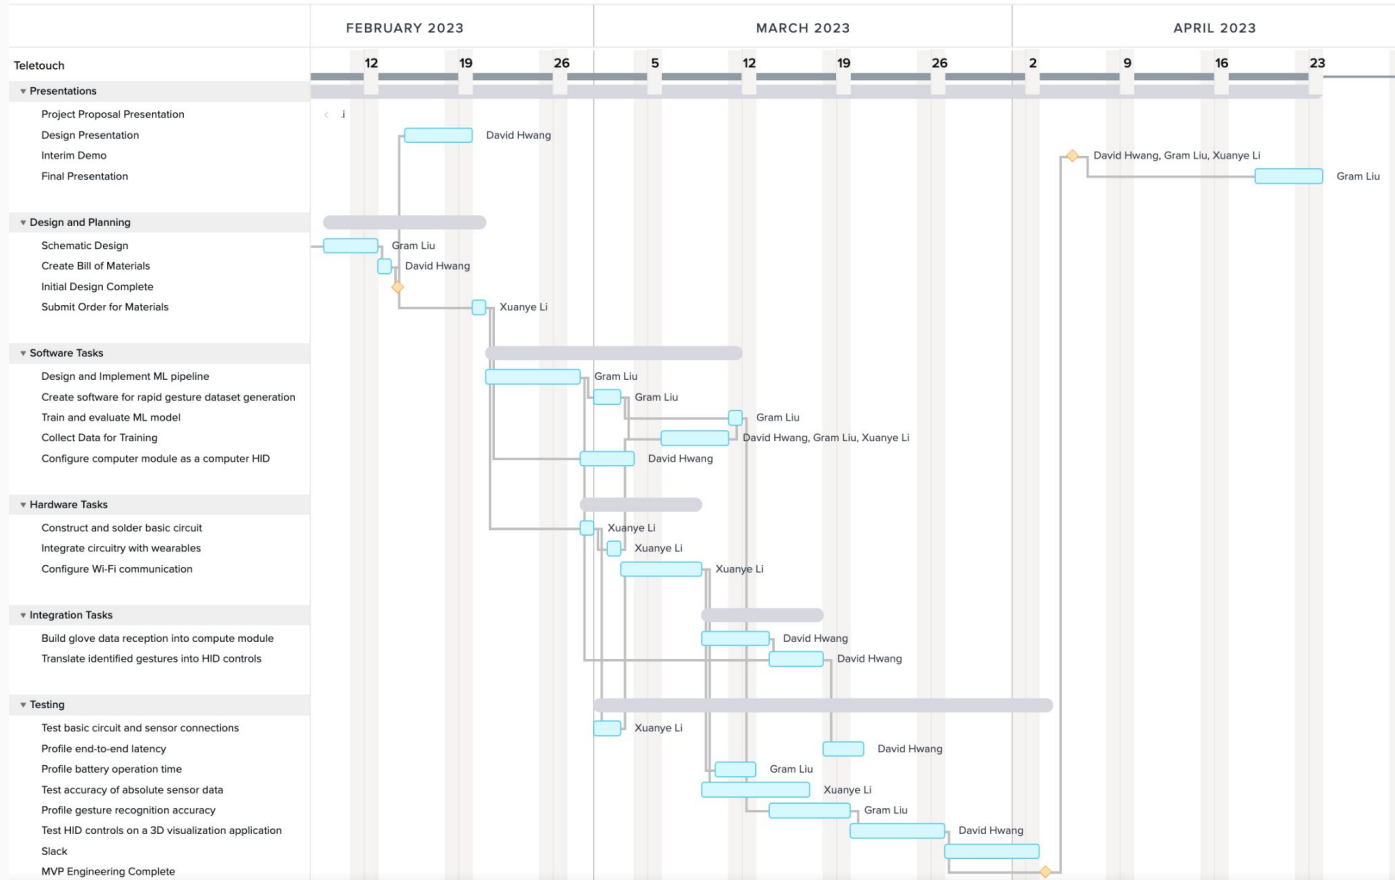 FEBRUARY 2023 MARCH 2023 APRIL 2023
Teletouch 12 19 26 5 12 19 26 2 9 16 23
Presentations
Project Proposal Presentation
Design Presentation David Hwang
Interim Demo David Hwang, Gram Liu, Xuanye Li
Final Presentation Gram Liu
Design and Planning
Schematic Design Gram Liu
Create Bill of Materials David Hwang
Initial Design Complete
Submit Order for Materials Xuanye Li
Software Tasks
Design and Implement ML pipeline Gram Liu
Create software for rapid gesture dataset generation Gram Liu
Train and evaluate ML model Gram Liu
Collect Data for Training David Hwang, Gram Liu, Xuanye Li
Configure computer module as a computer HID David Hwang
Hardware Tasks
Construct and solder basic circuit Xuanye Li
Integrate circuitry with wearables Xuanye Li
Configure Wi-Fi communication Xuanye Li
Integration Tasks
Build glove data reception into compute module David Hwang
Translate identified gestures into HID controls David Hwang
Testing
Test basic circuit and sensor connections Xuanye Li
Profile end-to-end latency David Hwang
Profile battery operation time Gram Liu
Test accuracy of absolute sensor data Xuanye Li
Profile gesture recognition accuracy Gram Liu
Test HID controls on a 3D visualization application David Hwang
Slack
MVP Engineering Complete